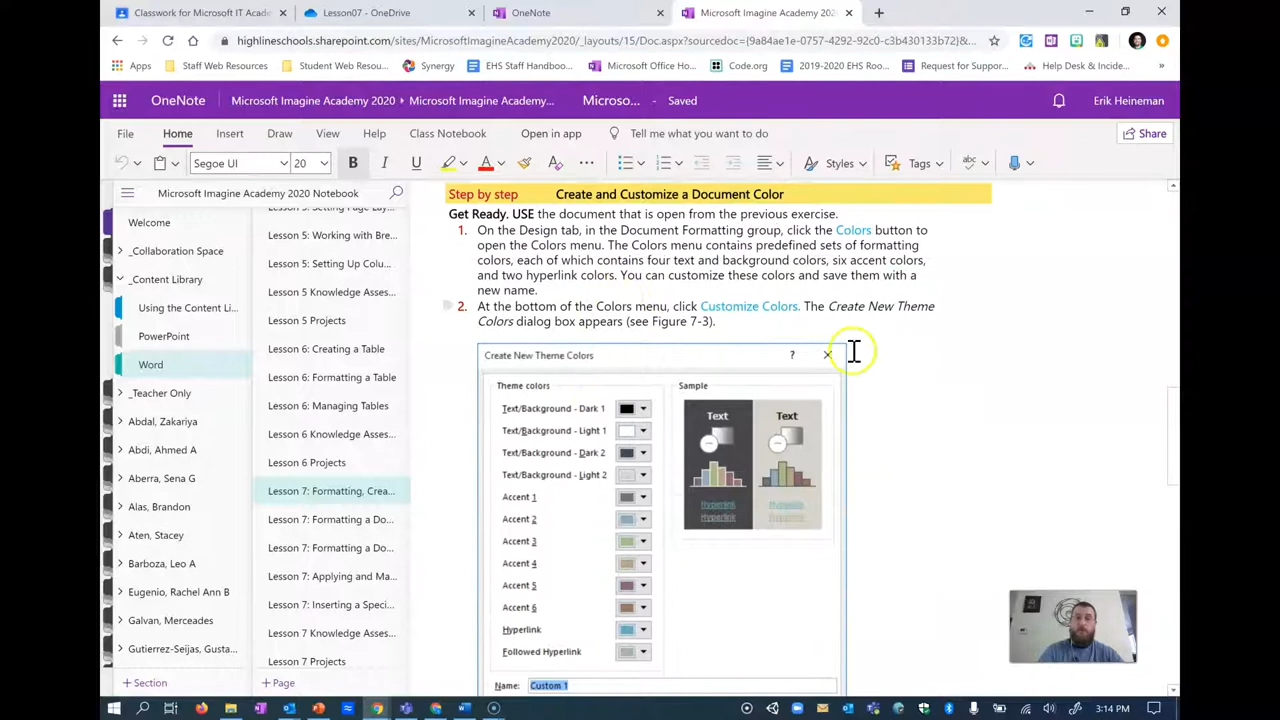 Classwork for Microsoft IT Acade
Lesson07 - OneDrive
OneNote
Microsoft Imagine Academy 202
highlineschools.sharepoint.com/sites/MicrosoftImagineAcademy2020/_layouts/15/Doc.aspx?sourcedoc={9a84ae1e-0757-4292-92c0-c3b430133b72}&...
Apps
Staff Web Resources
Student Web Resou...
Synergy
EHS Staff Handboo...
Microsoft Office Ho...
Code.org
2019-2020 EHS Roo...
Request for Suppor...
Help Desk & Incide...
OneNote
Microsoft Imagine Academy 2020
Microsoft Imagine Academy...
Microso...
- Saved
Erik Heineman
File
Home
Insert
Draw
View
Help
Class Notebook
Open in app
Tell me what you want to do
Share
Segoe UI
20
B
I
U
A
Styles
Tags
Microsoft Imagine Academy 2020 Notebook
Welcome
_Collaboration Space
_Content Library
Using the Content Li...
PowerPoint
Word
_Teacher Only
Abdal, Zakariya
Abdi, Ahmed A
Aberra, Sena G
Alas, Brandon
Aten, Stacey
Barboza, Leo A
Eugenio, Rachel Ann B
Galvan, Merceades
Gutierrez-Seijas, Gusta...
+ Section
Lesson 5: Setting Page Lay...
Lesson 5: Working with Bre...
Lesson 5: Setting Up Colu...
Lesson 5 Knowledge Asses...
Lesson 5 Projects
Lesson 6: Creating a Table
Lesson 6: Formatting a Table
Lesson 6: Managing Tables
Lesson 6 Knowledge Asses...
Lesson 6 Projects
Lesson 7: Formatting, Crea...
Lesson 7: Formatting a Do...
Lesson 7: Formatting a Do...
Lesson 7: Applying and Ma...
Lesson 7: Inserting a Speci...
Lesson 7 Knowledge Asses...
Lesson 7 Projects
+ Page
Step by step Create and Customize a Document Color
Get Ready. USE the document that is open from the previous exercise.
1. On the Design tab, in the Document Formatting group, click the Colors button to
open the Colors menu. The Colors menu contains predefined sets of formatting
colors, each of which contains four text and background colors, six accent colors,
and two hyperlink colors. You can customize these colors and save them with a
new name.
2. At the bottom of the Colors menu, click Customize Colors. The Create New Theme
Colors dialog box appears (see Figure 7-3).
Create New Theme Colors ?
Theme colors
Text/Background - Dark 1
Text/Background - Light 1
Text/Background - Dark 2
Text/Background - Light 2
Accent 1
Accent 2
Accent 3
Accent 4
Accent 5
Accent 6
Hyperlink
Followed Hyperlink
Sample
Text Text
Hyperlink Hyperlink
Hyperlink Hyperlink
Name: Custom 1
3:14 PM